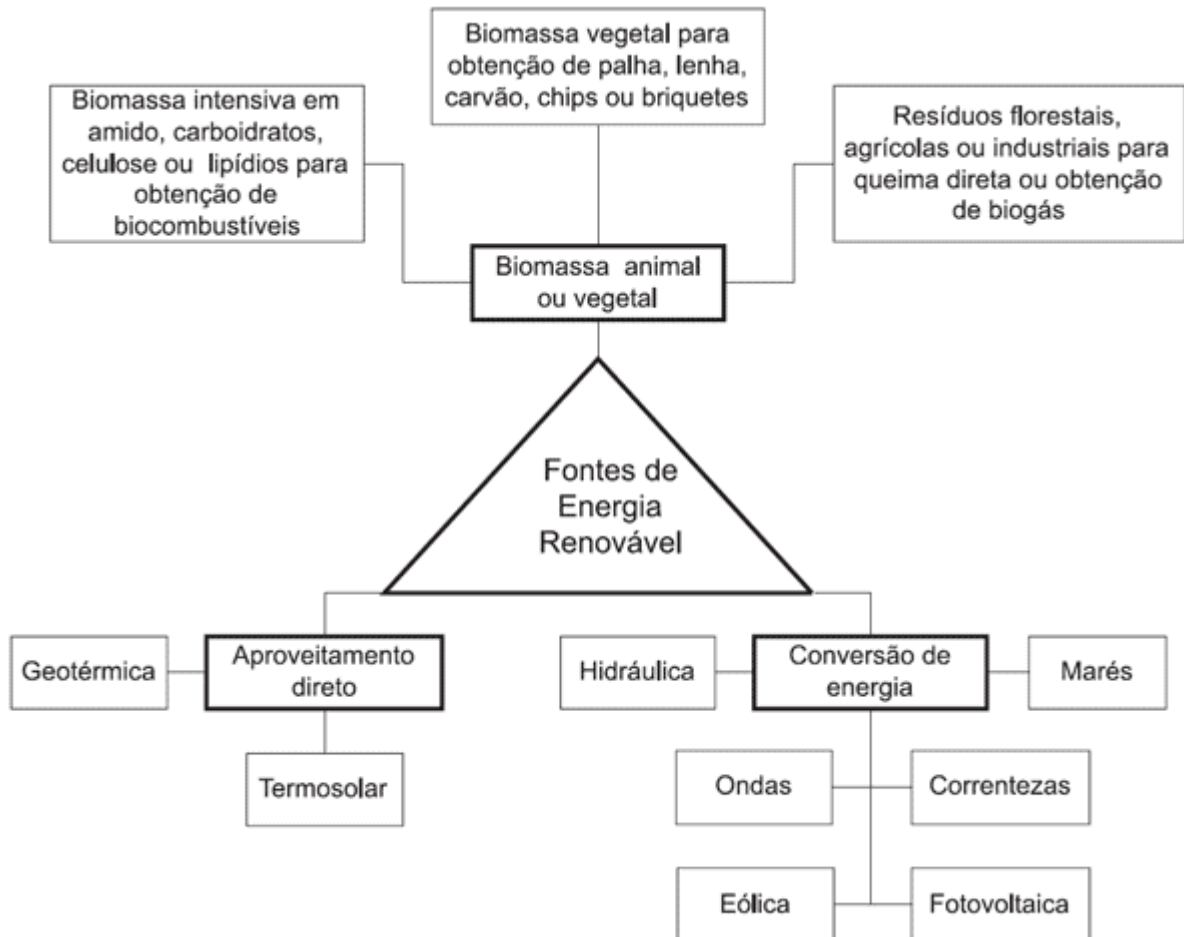 Biomassa vegetal para
obtenção de palha, lenha,
carvão, chips ou briquetes
Biomassa intensiva em
amido, carboidratos,
celulose ou lipídios para
obtenção de
biocombustíveis
Resíduos florestais,
agrícolas ou industriais para
queima direta ou obtenção
de biogás
Biomassa animal
ou vegetal
Fontes de
Energia
Renovável
Geotérmica
Aproveitamento
direto
Termosolar
Hidráulica
Conversão de
energia
Marés
Ondas
Correntezas
Eólica
Fotovoltaica